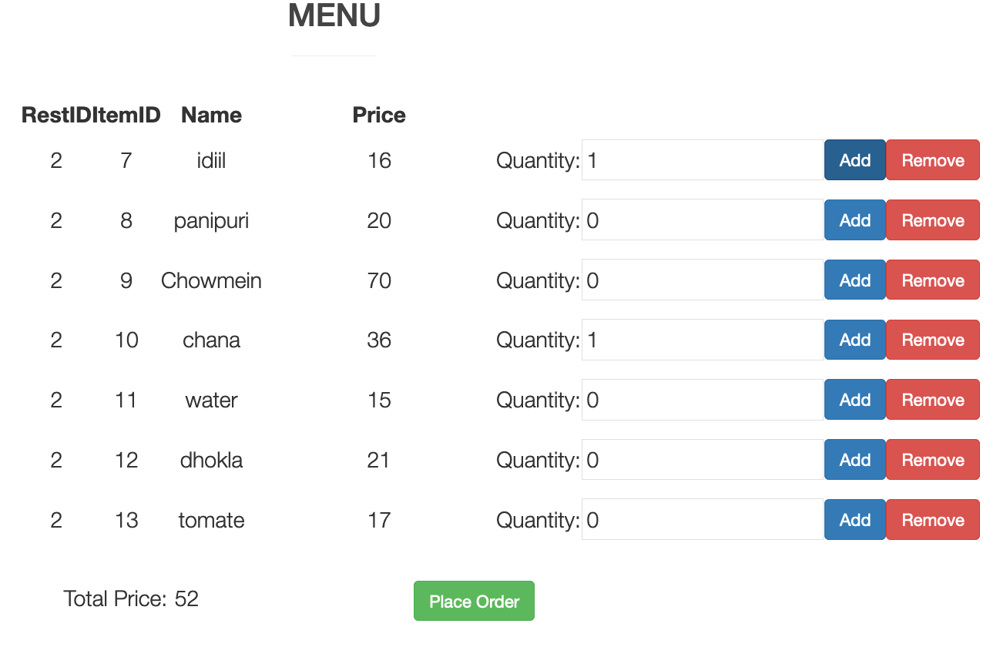 MENU
RestIDItemID Name Price
2 7 idiil 16 Quantity: 1 Add Remove
2 8 panipuri 20 Quantity: 0 Add Remove
2 9 Chowmein 70 Quantity: 0 Add Remove
2 10 chana 36 Quantity: 1 Add Remove
2 11 water 15 Quantity: 0 Add Remove
2 12 dhokla 21 Quantity: 0 Add Remove
2 13 tomate 17 Quantity: 0 Add Remove
Total Price: 52 Place Order